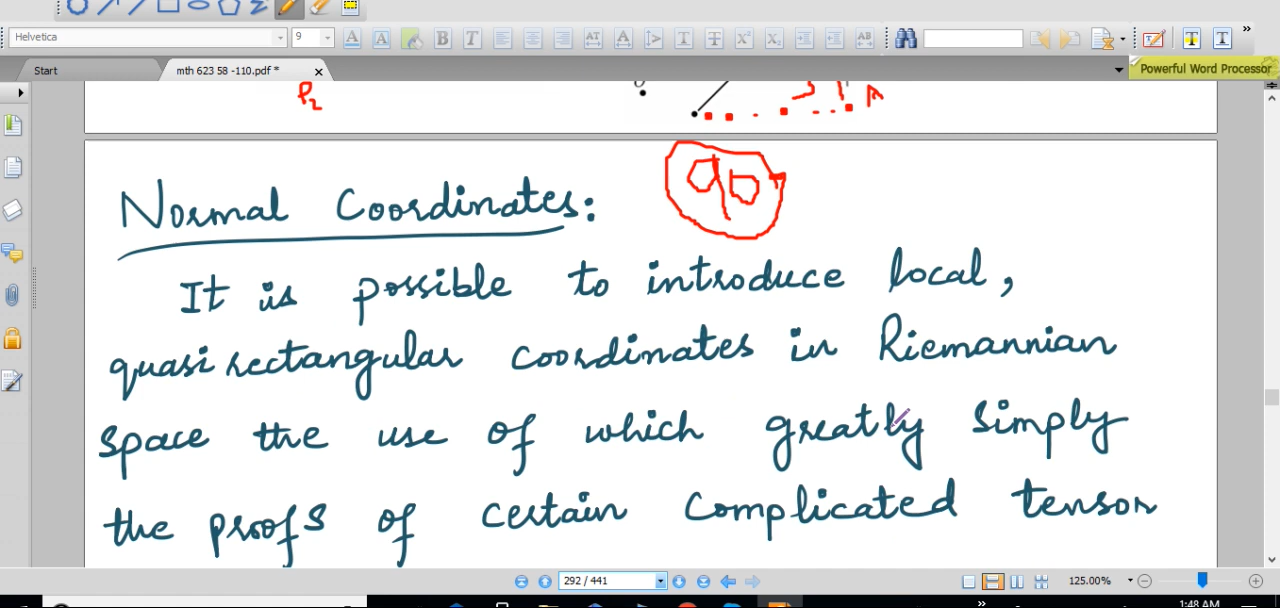 Helvetica 9
Start mth 623 58 -110.pdf * Powerful Word Processor
P2
Normal Coordinates:
It is possible to introduce local,
quasi rectangular coordinates in Riemannian
space the use of which greatly simply
the proofs of certain complicated tensor
292 / 441 125.00%
1:48 AM